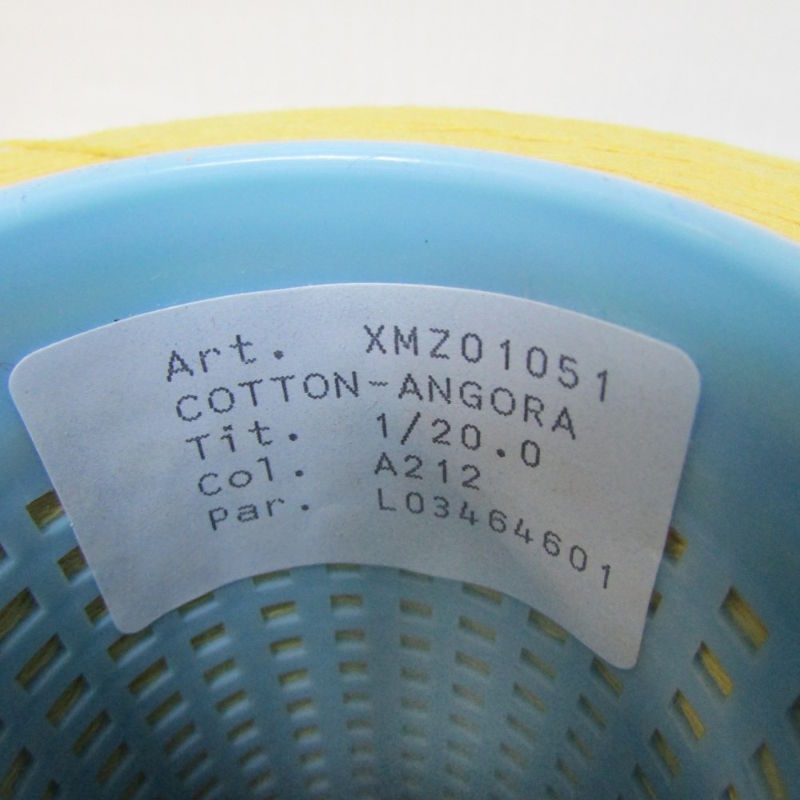 Art. XMZ01051
COTTON-ANGORA
Tit. 1/20.0
Col. A212
Par. L03464601